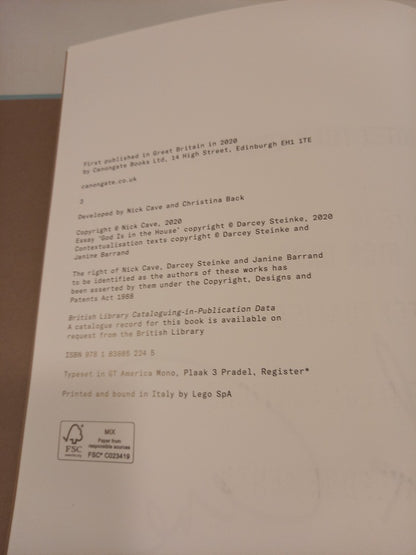 First published in Great Britain in 2020
by Canongate Books Ltd, 14 High Street, Edinburgh EH1 1TE
canongate.co.uk
3
Developed by Nick Cave and Christina Back
Copyright © Nick Cave, 2020
Essay 'God Is in the House' copyright © Darcey Steinke, 2020
Contextualisation texts copyright © Darcey Steinke and
Janine Barrand
The right of Nick Cave, Darcey Steinke and Janine Barrand
to be identified as the authors of these works has
been asserted by them under the Copyright, Designs and
Patents Act 1988
British Library Cataloguing-in-Publication Data
A catalogue record for this book is available on
request from the British Library
ISBN 978 1 83885 224 5
Typeset in GT America Mono, Plaak 3 Pradel, Register*
Printed and bound in Italy by Lego SpA
MIX
Paper from
responsible sources
FSC® C023419
FSC
www.fsc.org